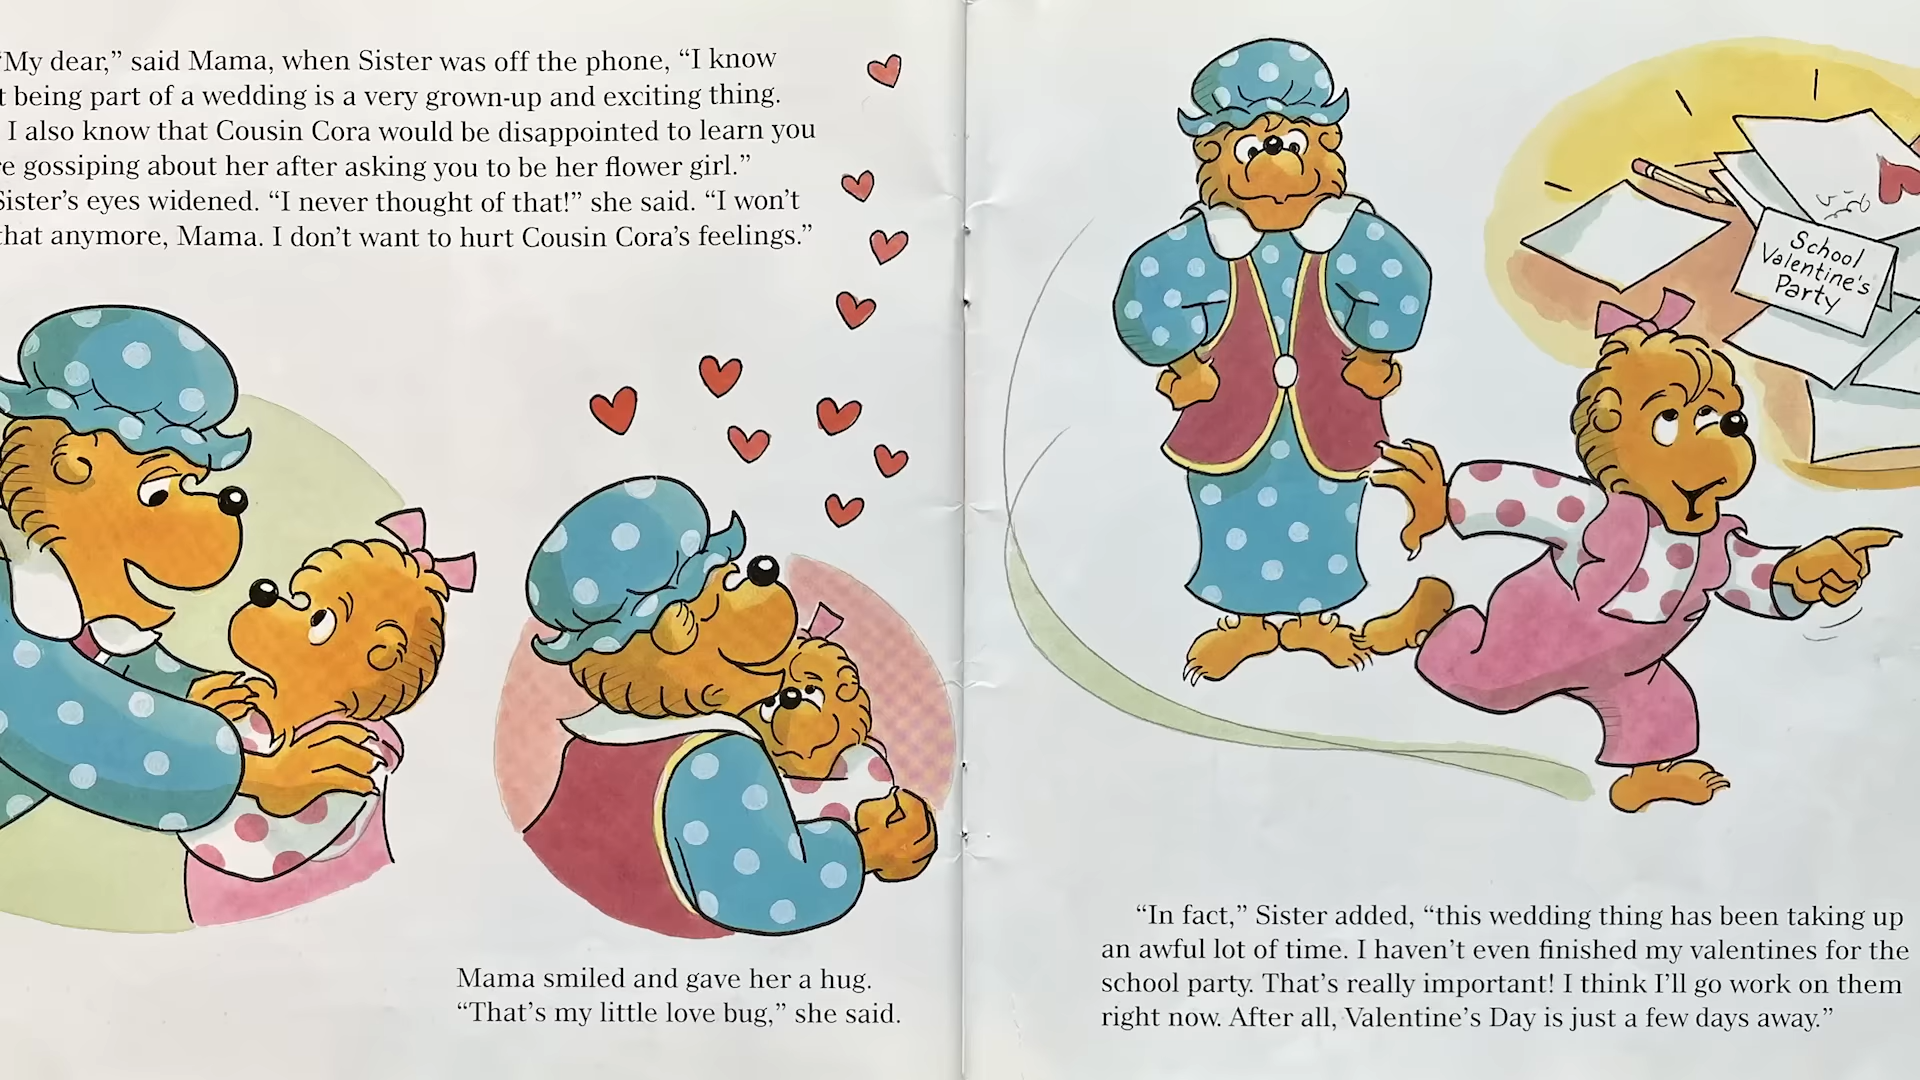 “My dear,” said Mama, when Sister was off the phone, “I know
being part of a wedding is a very grown-up and exciting thing.
I also know that Cousin Cora would be disappointed to learn you
gossiping about her after asking you to be her flower girl.”
Sister’s eyes widened. “I never thought of that!” she said. “I won’t
that anymore, Mama. I don’t want to hurt Cousin Cora’s feelings.”
Mama smiled and gave her a hug.
“That’s my little love bug,” she said.
School
Valentine's
Party
“In fact,” Sister added, “this wedding thing has been taking up
an awful lot of time. I haven’t even finished my valentines for the
school party. That’s really important! I think I’ll go work on them
right now. After all, Valentine’s Day is just a few days away.”